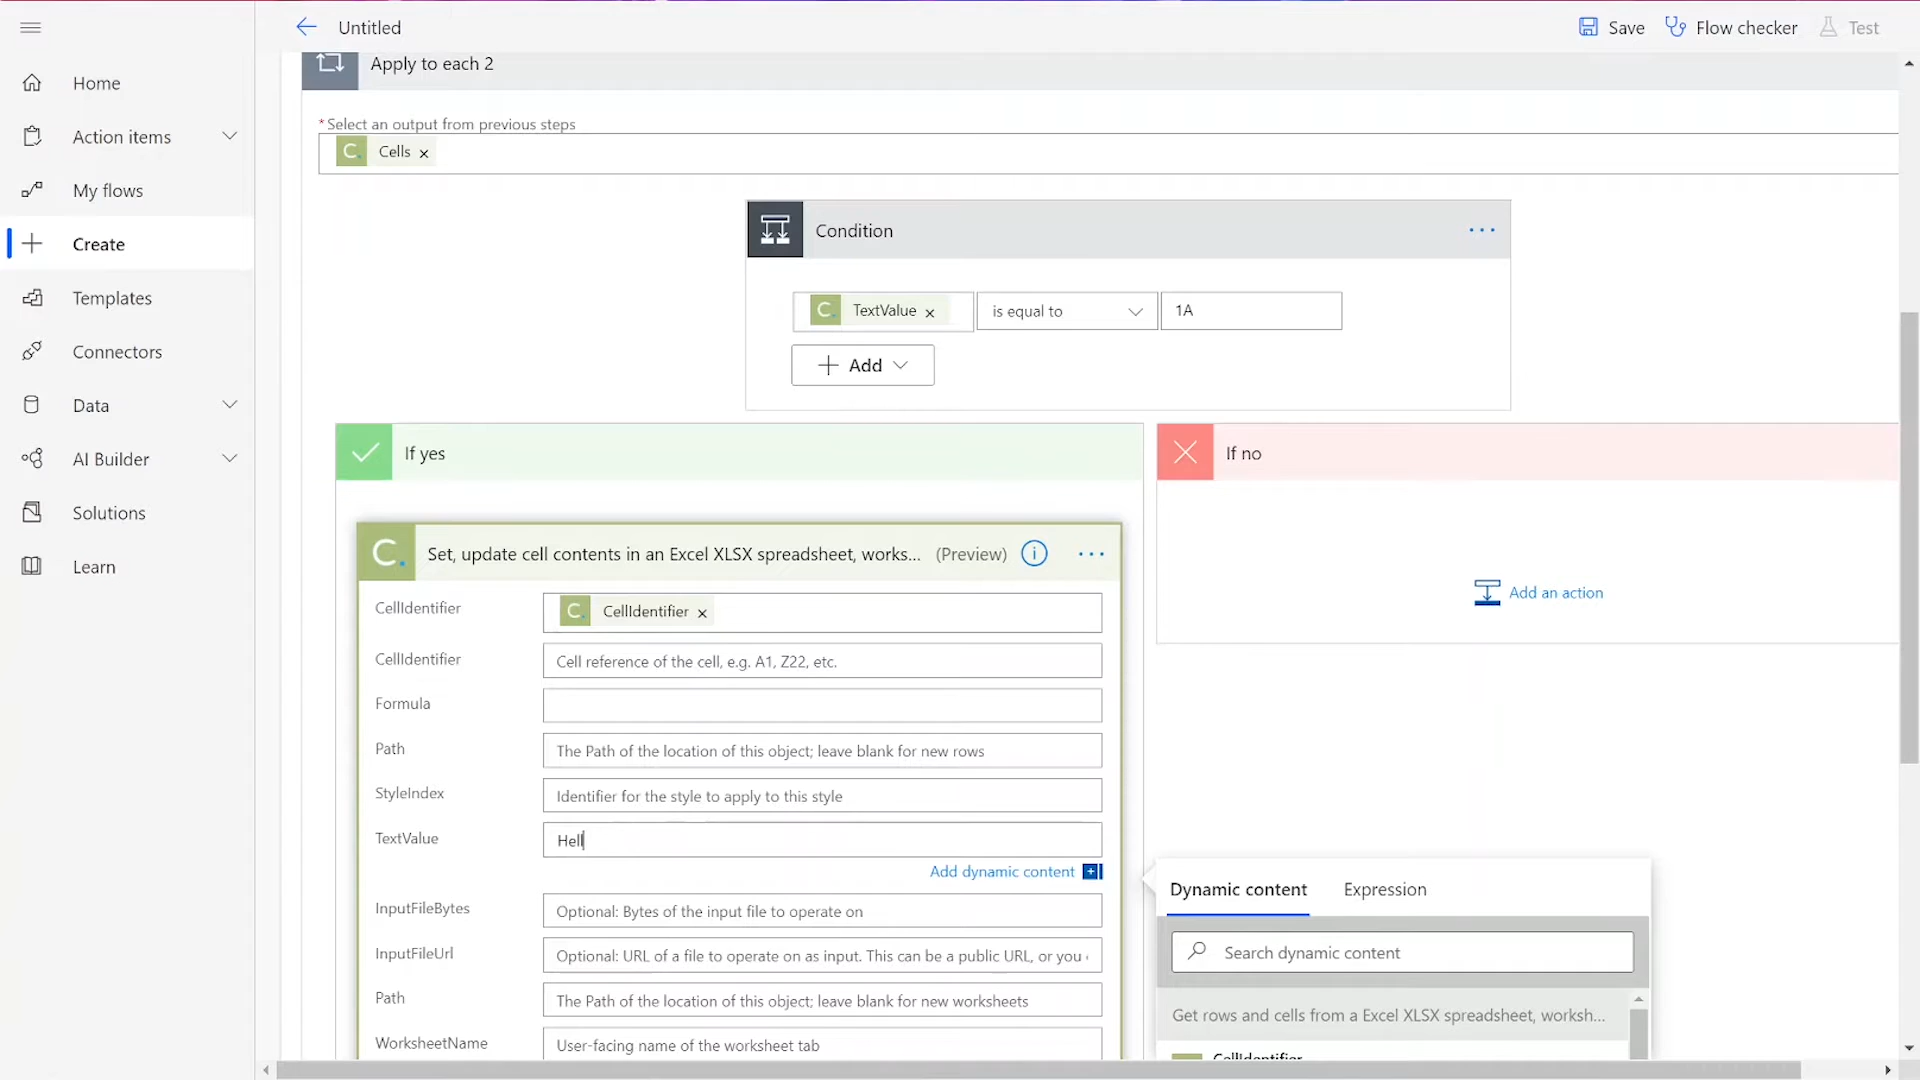 Untitled
Save
Flow checker
Test
Apply to each 2
Home
Action items
My flows
Create
Templates
Connectors
Data
AI Builder
Solutions
Learn
* Select an output from previous steps
C. Cells ×
Condition
C. TextValue ×
is equal to
1A
Add
If yes
If no
C. Set, update cell contents in an Excel XLSX spreadsheet, works... (Preview)
Add an action
CellIdentifier
C. CellIdentifier ×
CellIdentifier
Cell reference of the cell, e.g. A1, Z22, etc.
Formula
Path
The Path of the location of this object; leave blank for new rows
StyleIndex
Identifier for the style to apply to this style
TextValue
Hell
Add dynamic content
InputFileBytes
Optional: Bytes of the input file to operate on
InputFileUrl
Optional: URL of a file to operate on as input. This can be a public URL, or you
Path
The Path of the location of this object; leave blank for new worksheets
WorksheetName
User-facing name of the worksheet tab
Dynamic content
Expression
Search dynamic content
Get rows and cells from a Excel XLSX spreadsheet, worksh...
CellIdentifier